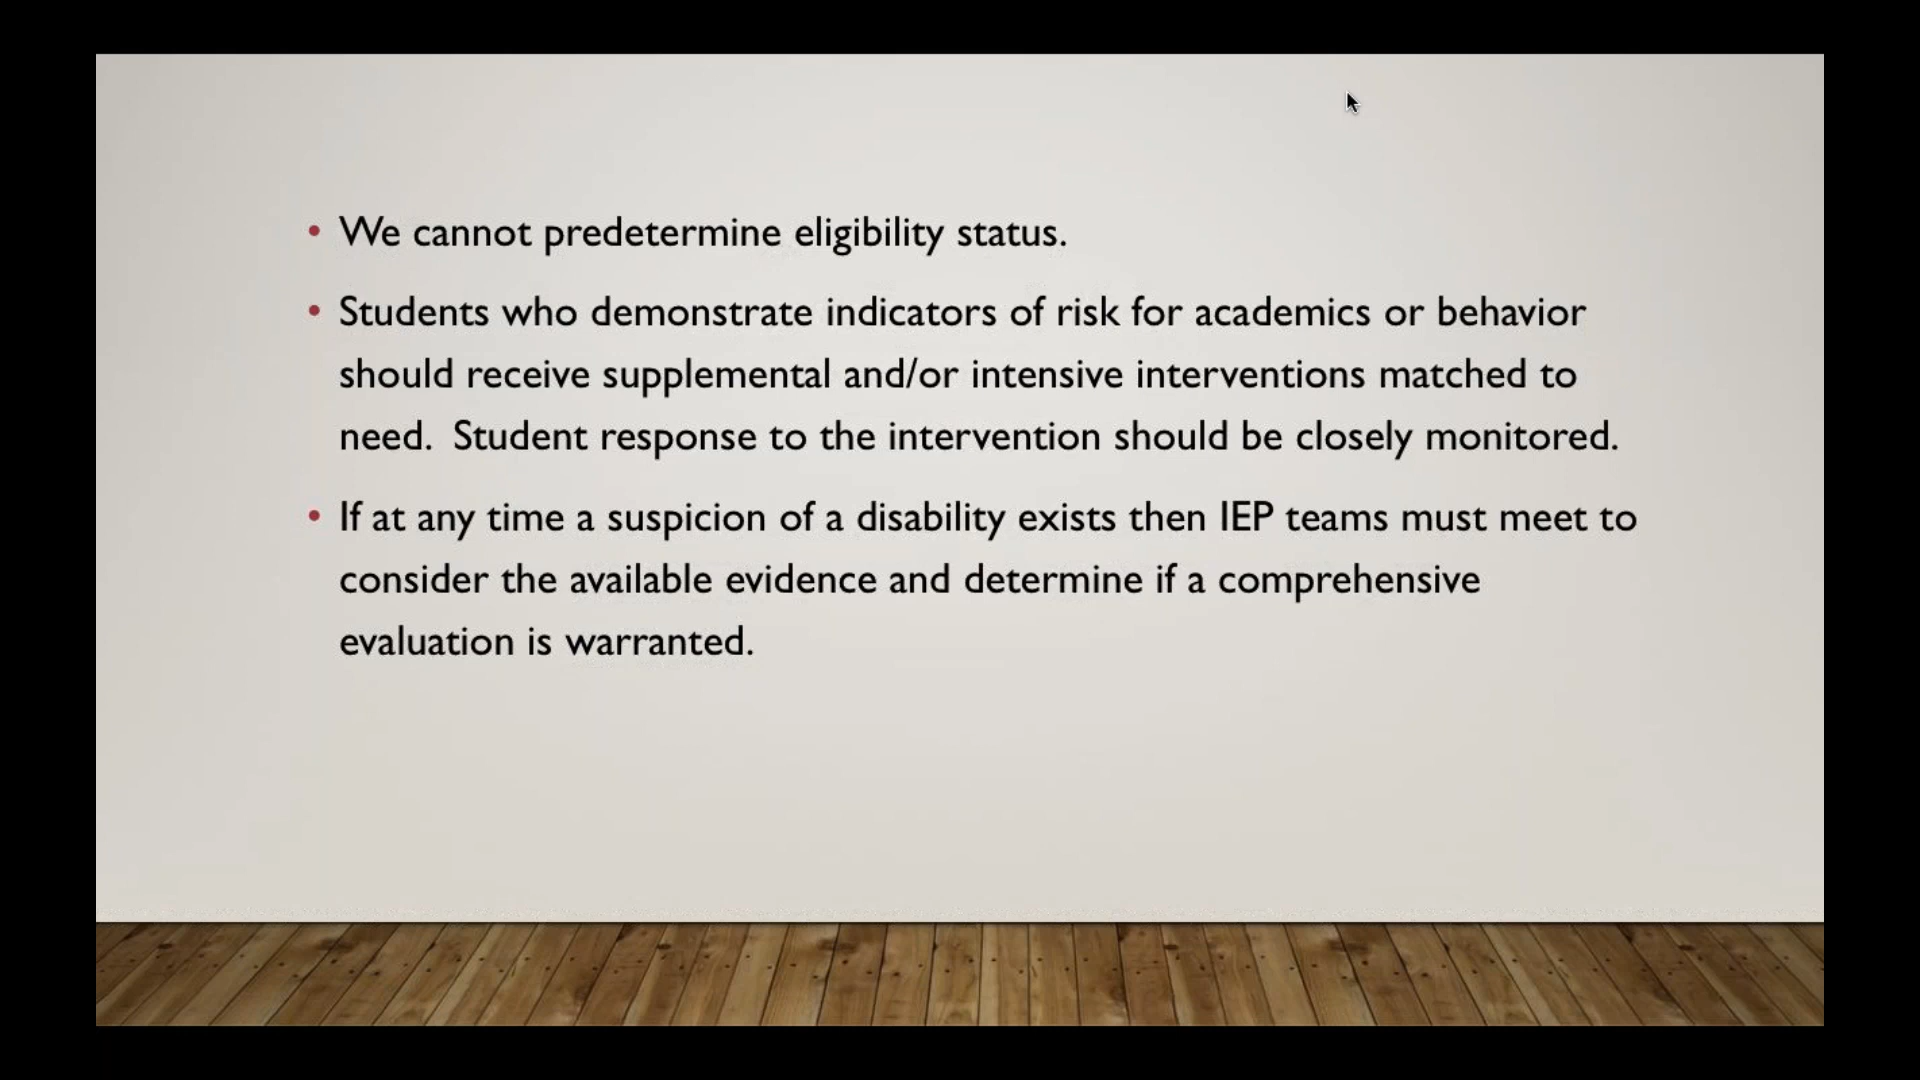 • We cannot predetermine eligibility status.
• Students who demonstrate indicators of risk for academics or behavior
should receive supplemental and/or intensive interventions matched to
need.  Student response to the intervention should be closely monitored.
• If at any time a suspicion of a disability exists then IEP teams must meet to
consider the available evidence and determine if a comprehensive
evaluation is warranted.